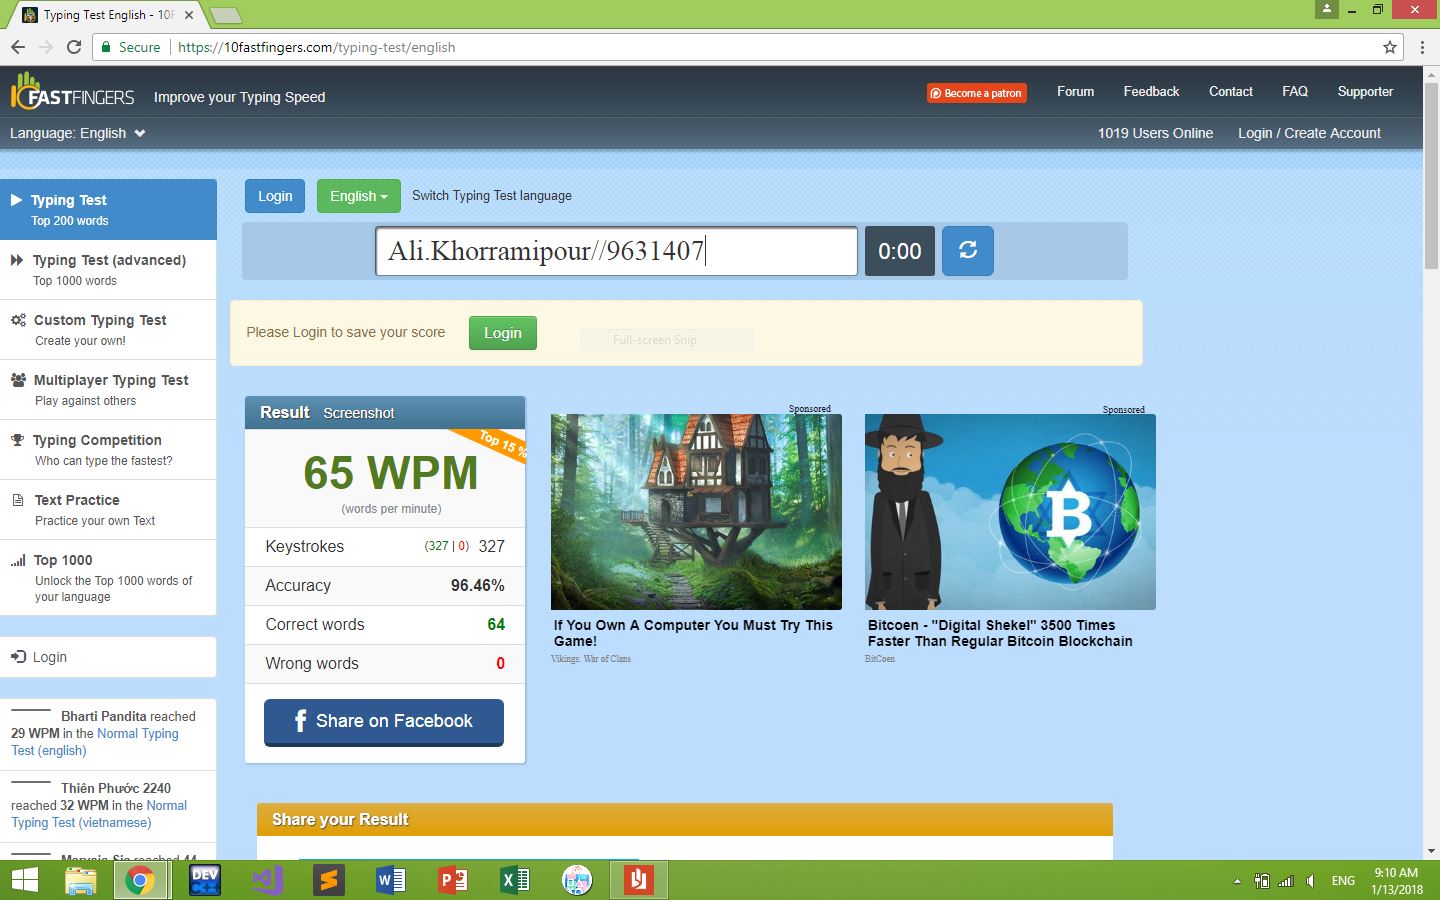 Typing Test English - 10F
Secure
https://10fastfingers.com/typing-test/english
FASTFINGERS
Improve your Typing Speed
Become a patron
Forum
Feedback
Contact
FAQ
Supporter
Language: English
1019 Users Online
Login / Create Account
Typing Test
Top 200 words
Typing Test (advanced)
Top 1000 words
Custom Typing Test
Create your own!
Multiplayer Typing Test
Play against others
Typing Competition
Who can type the fastest?
Text Practice
Practice your own Text
Top 1000
Unlock the Top 1000 words of
your language
Login
Bharti Pandita reached
29 WPM in the Normal Typing
Test (english)
Thiên Phước 2240
reached 32 WPM in the Normal
Typing Test (vietnamese)
reached 44
Login
English
Switch Typing Test language
Ali.Khorramipour//9631407
0:00
Please Login to save your score
Login
Full-screen Snip
Result
Screenshot
Top 15 %
65 WPM
(words per minute)
Keystrokes
(327 | 0) 327
Accuracy
96.46%
Correct words
64
Wrong words
0
Share on Facebook
Sponsored
If You Own A Computer You Must Try This
Game!
Vikings: War of Clans
Sponsored
B
Bitcoen - "Digital Shekel" 3500 Times
Faster Than Regular Bitcoin Blockchain
BitCoen
Share your Result
DEV
C++
ENG
9:10 AM
1/13/2018